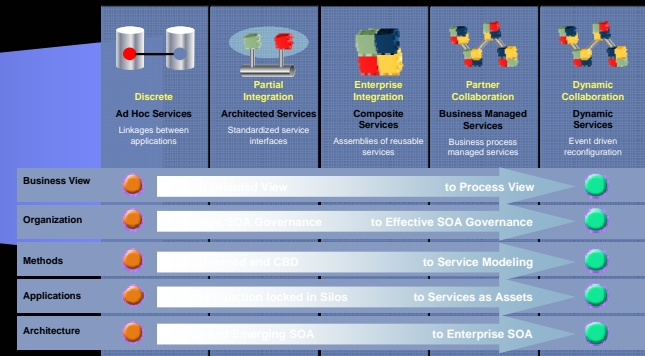 Discrete
Partial
Integration
Enterprise
Integration
Partner
Collaboration
Dynamic
Collaboration
Ad Hoc Services
Architected Services
Composite
Services
Business Managed
Services
Dynamic
Services
Linkages between
applications
Standardized service
interfaces
Assemblies of reusable
services
Business process
managed services
Event driven
reconfiguration
Business View
View
to Process View
Organization
SOA Governance
to Effective SOA Governance
Methods
and CBD
to Service Modeling
Applications
locked in Silos
to Services as Assets
Architecture
Emerging SOA
to Enterprise SOA